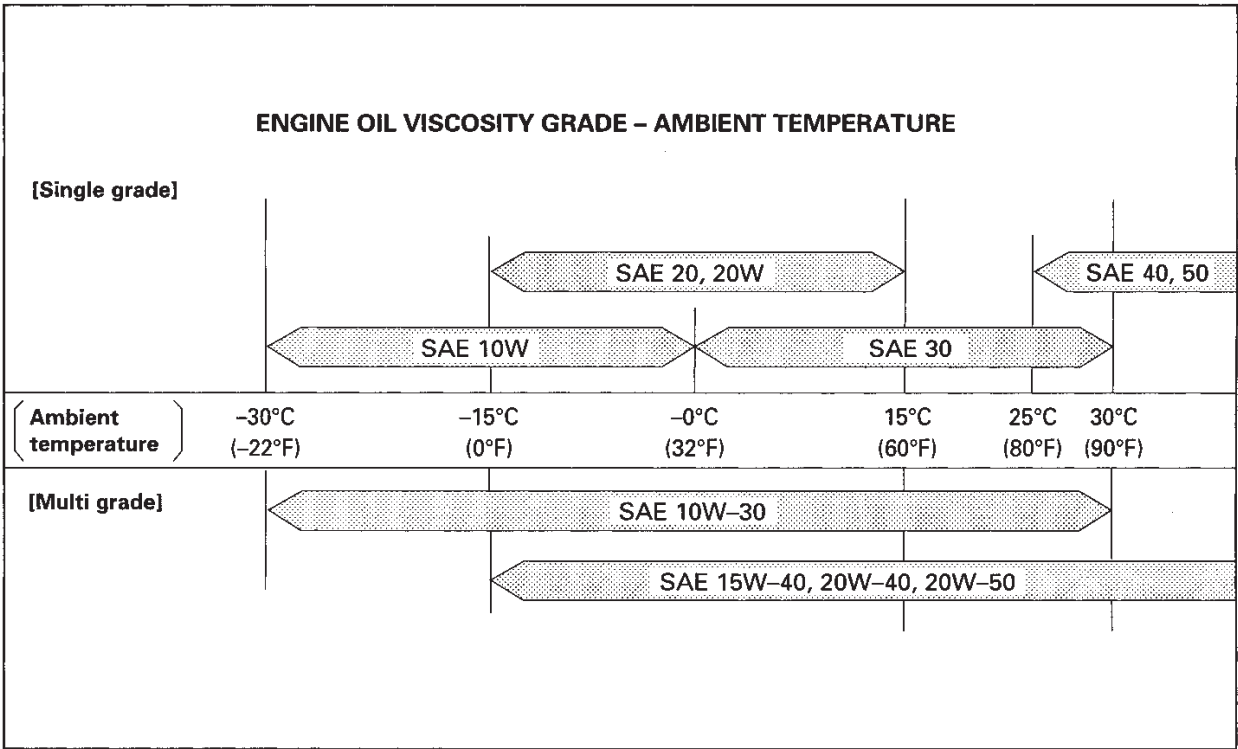 ENGINE OIL VISCOSITY GRADE – AMBIENT TEMPERATURE
[Single grade]
SAE 20, 20W
SAE 40, 50
SAE 10W
SAE 30
Ambient temperature
–30°C
–15°C
–0°C
15°C
25°C
30°C
(–22°F)
(0°F)
(32°F)
(60°F)
(80°F)
(90°F)
[Multi grade]
SAE 10W–30
SAE 15W–40, 20W–40, 20W–50